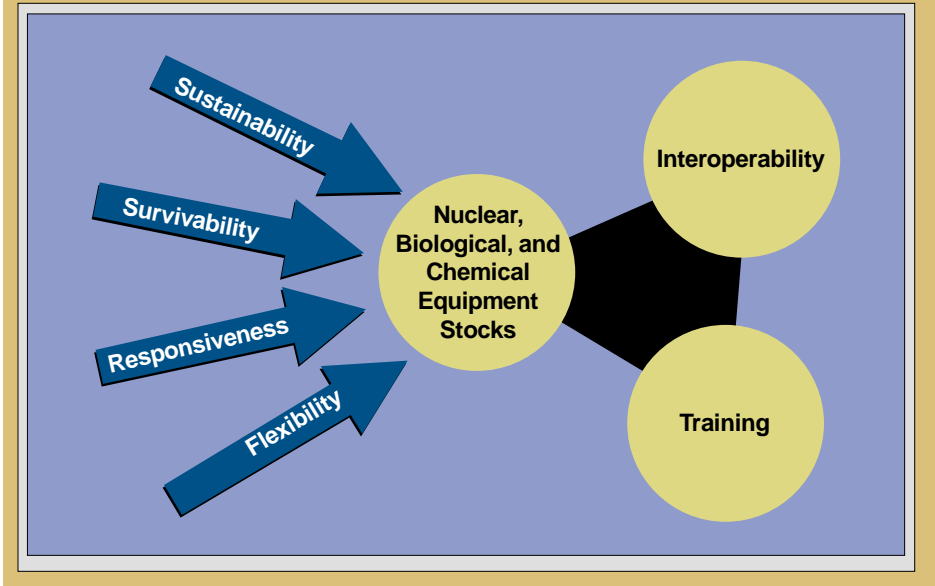 Sustainability
Survivability
Responsiveness
Flexibility
Nuclear,
Biological, and
Chemical
Equipment
Stocks
Interoperability
Training